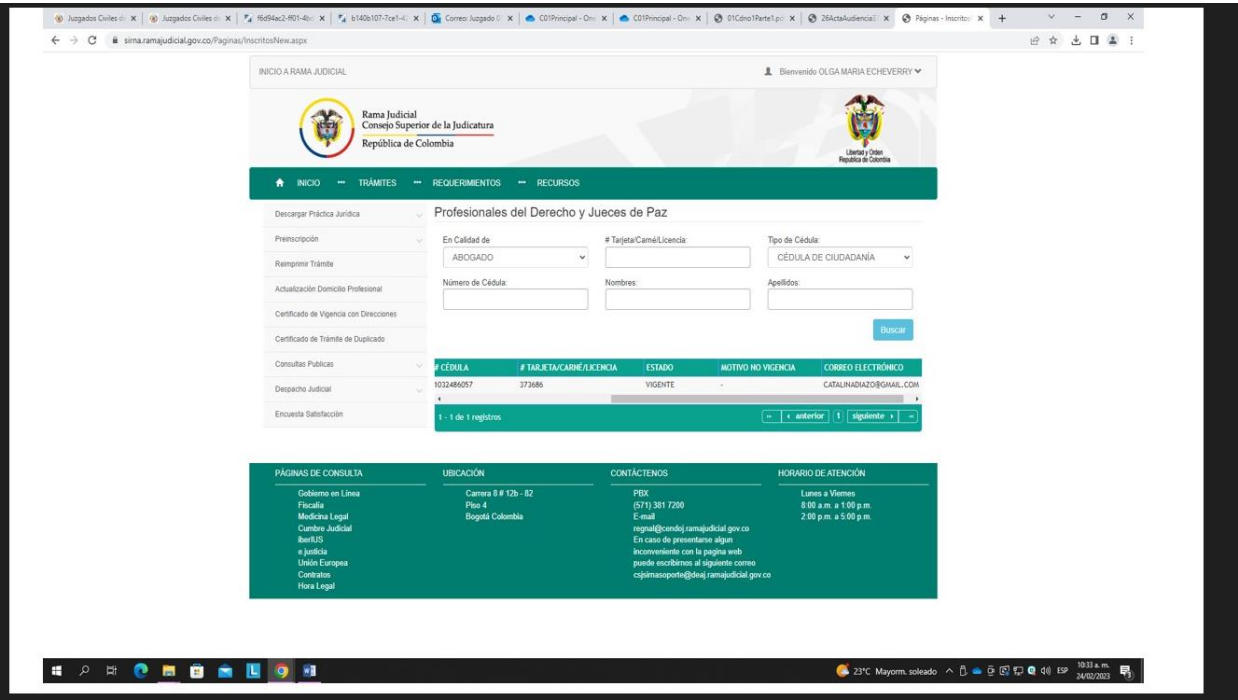 Juzgados Civiles d
Juzgados Civiles d
f6d94ac2-ff01-4b
b140b107-7ce1-4
Correo: Juzgado 0
C01Principal - On
C01Principal - On
01Cdno1Parte1.p
26ActaAudiencia
Páginas - Inscritos
sirna.ramajudicial.gov.co/Paginas/InscritosNew.aspx
INICIO A RAMA JUDICIAL
Bienvenido OLGA MARIA ECHEVERRY
Rama Judicial
Consejo Superior de la Judicatura
República de Colombia
Libertad y Orden
Republica de Colombia
INICIO
TRÁMITES
REQUERIMIENTOS
RECURSOS
Descargar Práctica Jurídica
Preinscripción
Reimprimir Trámite
Actualización Domicilio Profesional
Certificado de Vigencia con Direcciones
Certificado de Trámite de Duplicado
Consultas Publicas
Despacho Judicial
Encuesta Satisfacción
Profesionales del Derecho y Jueces de Paz
En Calidad de
# Tarjeta/Carné/Licencia:
Tipo de Cédula:
ABOGADO
CÉDULA DE CIUDADANÍA
Número de Cédula:
Nombres:
Apellidos:
Buscar
# CÉDULA
# TARJETA/CARNÉ/LICENCIA
ESTADO
MOTIVO NO VIGENCIA
CORREO ELECTRÓNICO
1032486057
373686
VIGENTE
-
CATALINADIAZO@GMAIL.COM
1 - 1 de 1 registros
anterior
1
siguiente
PÁGINAS DE CONSULTA
Gobierno en Línea
Fiscalía
Medicina Legal
Cumbre Judicial
iberIUS
e.justicia
Unión Europea
Contratos
Hora Legal
UBICACIÓN
Carrera 8 # 12b - 82
Piso 4
Bogotá Colombia
CONTÁCTENOS
PBX
(571) 381 7200
E-mail
regnal@cendoj.ramajudicial.gov.co
En caso de presentarse algun
inconveniente con la pagina web
puede escribirnos al siguiente correo
csjsirnasoporte@deaj.ramajudicial.gov.co
HORARIO DE ATENCIÓN
Lunes a Viernes
8:00 a.m. a 1:00 p.m.
2:00 p.m. a 5:00 p.m.
23°C Mayorm. soleado
ESP
10:33 a. m.
24/02/2023